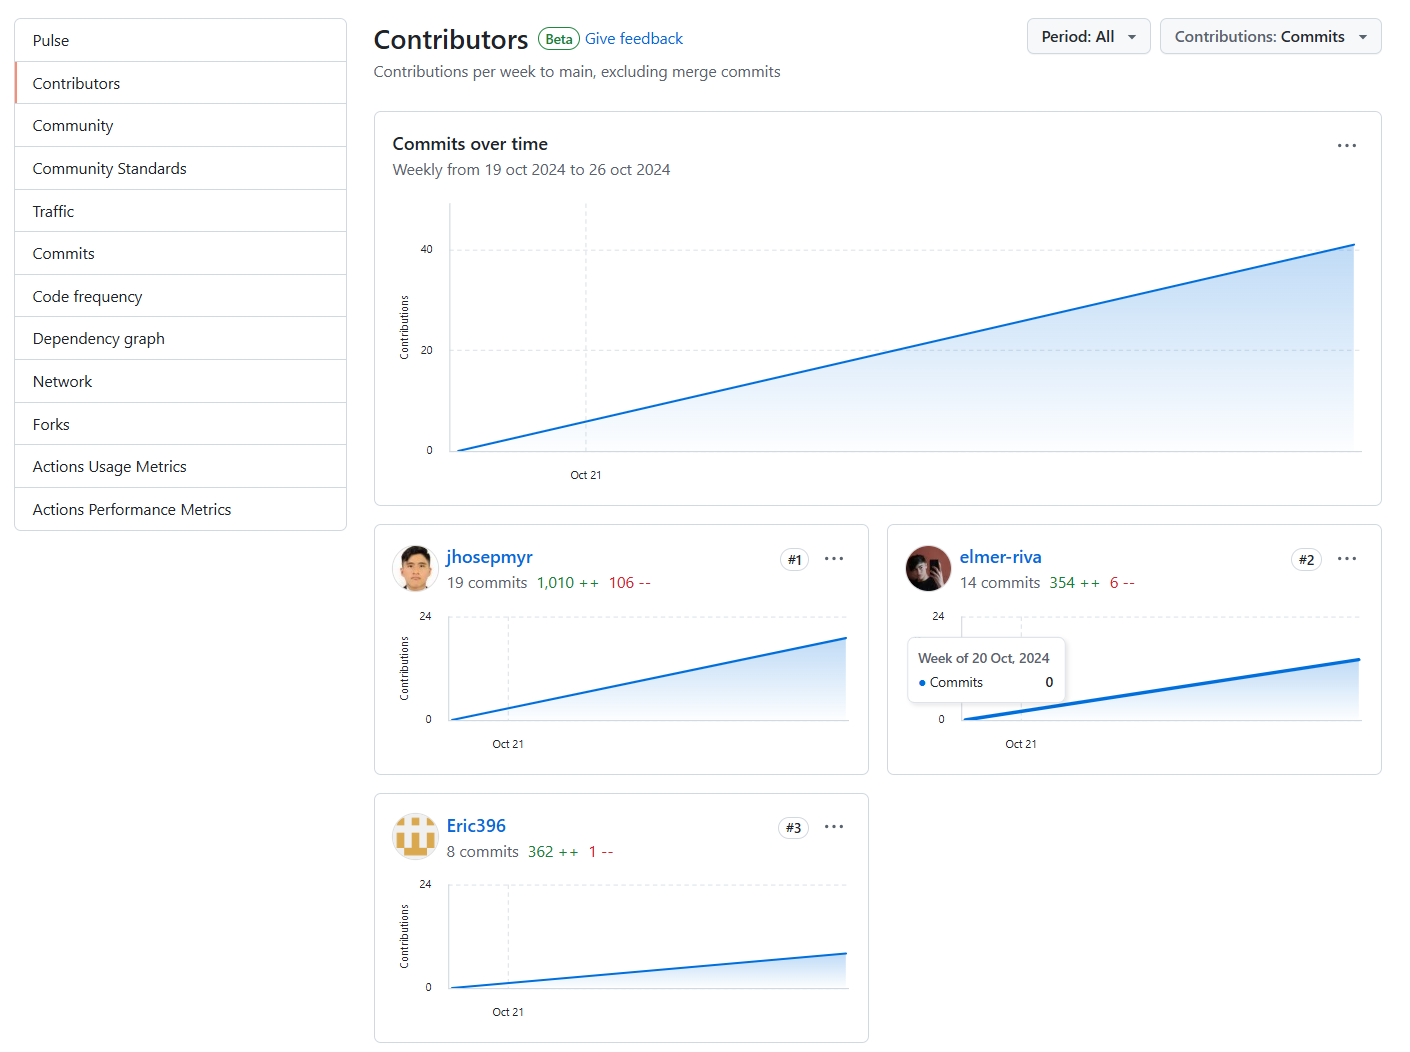 Pulse
Contributors
Community
Community Standards
Traffic
Commits
Code frequency
Dependency graph
Network
Forks
Actions Usage Metrics
Actions Performance Metrics
Contributors Beta Give feedback
Period: All
Contributions: Commits
Contributions per week to main, excluding merge commits
Commits over time
Weekly from 19 oct 2024 to 26 oct 2024
Contributions
40
20
0
Oct 21
jhosepmyr
#1
19 commits 1,010 ++ 106 --
Contributions
24
0
Oct 21
elmer-riva
#2
14 commits 354 ++ 6 --
24
Week of 20 Oct, 2024
Commits 0
0
Oct 21
Eric396
#3
8 commits 362 ++ 1 --
Contributions
24
0
Oct 21